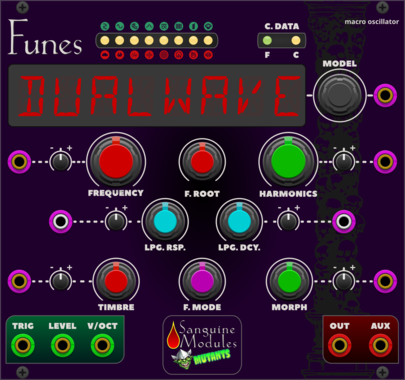 Funes
C. DATA
F C
macro oscillator
DUALWAVE
MODEL
- + - +
FREQUENCY
F. ROOT
HARMONICS
- + - +
LPG. RSP.
LPG. DCY.
- + - +
TIMBRE
F. MODE
MORPH
TRIG LEVEL V/OCT
Sanguine
Modules
MUTANTS
OUT AUX